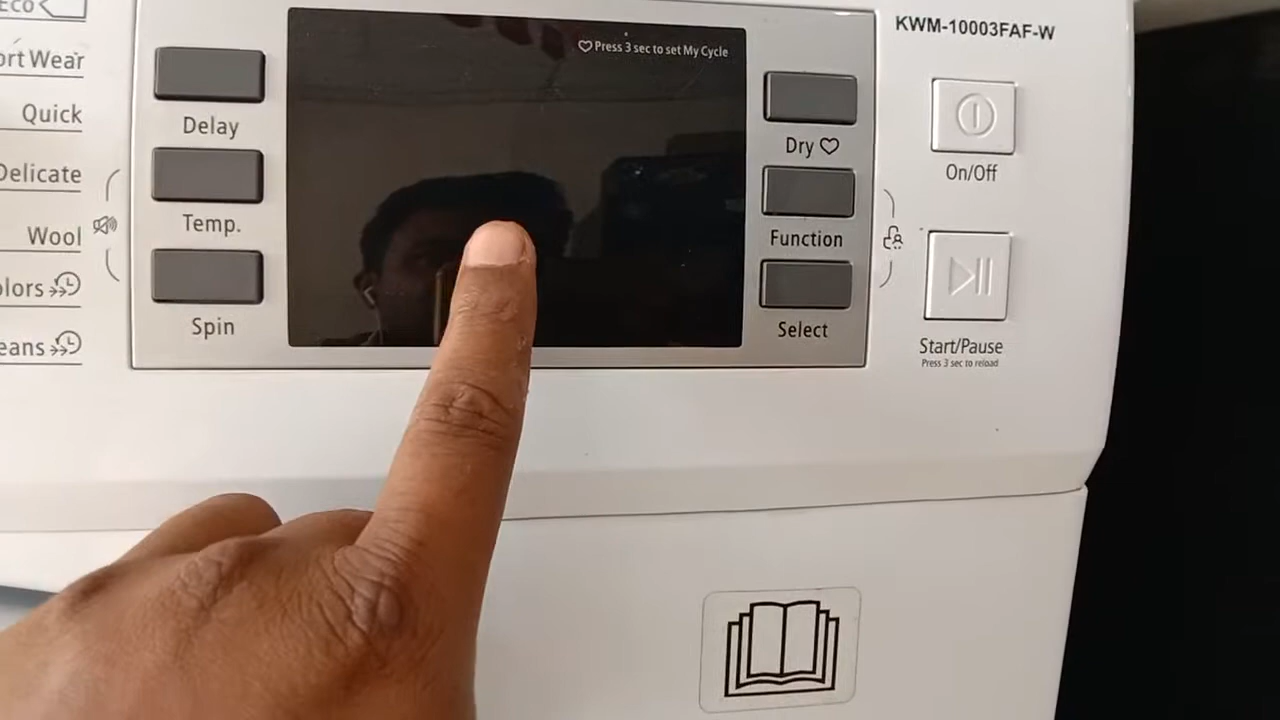 Eco
ort Wear
Quick
Delicate
Wool
olors
eans
Delay
Temp.
Spin
Press 3 sec to set My Cycle
Dry
Function
Select
KWM-10003FAF-W
On/Off
Start/Pause
Press 3 sec to reload